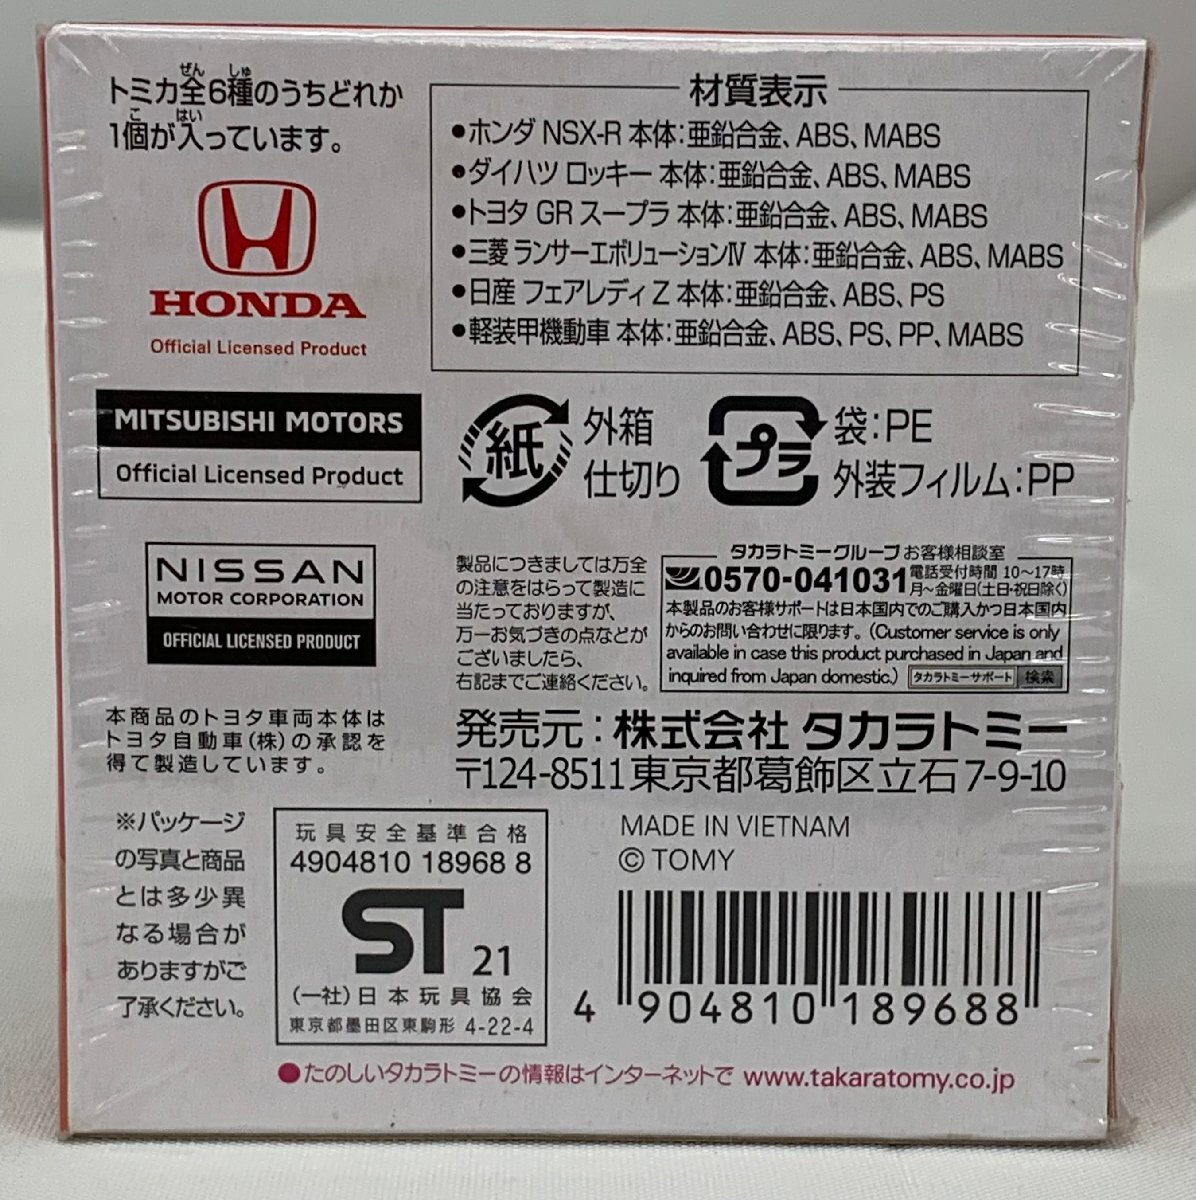 トミカ全6種のうちどれか
ぜん しゅ
1個が入っています。
こ はい
HONDA
Official Licensed Product
MITSUBISHI MOTORS
Official Licensed Product
NISSAN
MOTOR CORPORATION
OFFICIAL LICENSED PRODUCT
本商品のトヨタ車両本体は
トヨタ自動車(株)の承認を
得て製造しています。
材質表示
●ホンダ NSX-R 本体:亜鉛合金、ABS、MABS
●ダイハツ ロッキー 本体:亜鉛合金、ABS、MABS
●トヨタ GR スープラ 本体:亜鉛合金、ABS、MABS
●三菱 ランサーエボリューションⅣ 本体:亜鉛合金、ABS、MABS
●日産 フェアレディ Z 本体:亜鉛合金、ABS、PS
●軽装甲機動車 本体:亜鉛合金、ABS、PS、PP、MABS
紙
外箱
仕切り
プラ
袋:PE
外装フィルム:PP
製品につきましては万全
の注意をはらって製造に
当たっておりますが、
万一お気づきの点などが
ございましたら、
右記までご連絡ください。
タカラトミーグループ お客様相談室
0570-041031 電話受付時間 10〜17時
月〜金曜日(土日・祝日除く)
本製品のお客様サポートは日本国内でのご購入かつ日本国内
からのお問い合わせに限ります。(Customer service is only
available in case this product purchased in Japan and
inquired from Japan domestic.) タカラトミーサポート 検索
発売元:株式会社 タカラトミー
〒124-8511 東京都葛飾区立石 7-9-10
※パッケージ
の写真と商品
とは多少異
なる場合が
ありますがご
了承ください。
玩具安全基準合格
4904810 18968 8
ST 21
(一社)日本玩具協会
東京都墨田区東駒形 4-22-4
MADE IN VIETNAM
© TOMY
4 904810 189688
●たのしいタカラトミーの情報はインターネットで www.takaratomy.co.jp